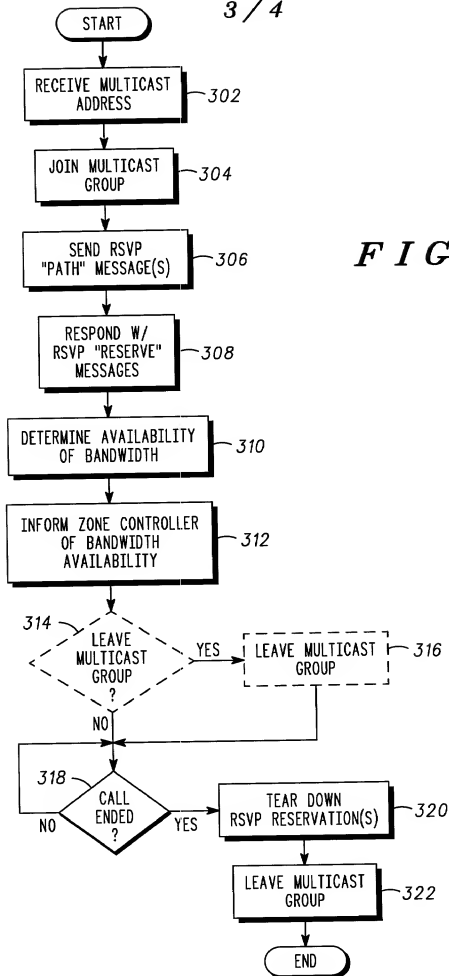 3/4
START
RECEIVE MULTICAST
ADDRESS
302
JOIN MULTICAST
GROUP
304
SEND RSVP
"PATH" MESSAGE(S)
306
FIG
RESPOND W/
RSVP "RESERVE"
MESSAGES
308
DETERMINE AVAILABILITY
OF BANDWIDTH
310
INFORM ZONE CONTROLLER
OF BANDWIDTH
AVAILABILITY
312
314
LEAVE
MULTICAST
GROUP
?
YES
LEAVE MULTICAST
GROUP
316
NO
318
CALL
ENDED
?
NO
YES
TEAR DOWN
RSVP RESERVATION(S)
320
LEAVE MULTICAST
GROUP
322
END